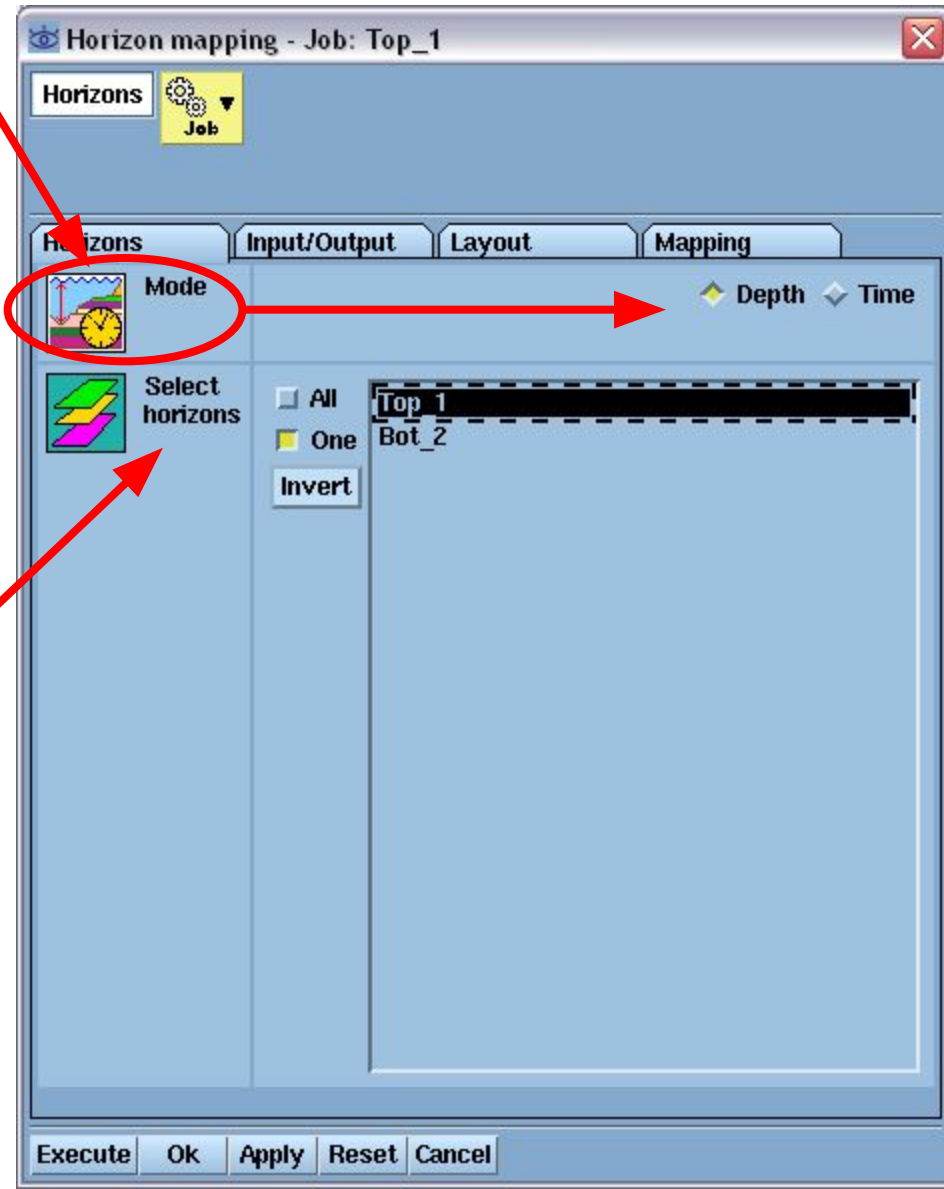 Horizon mapping - Job: Top_1
Horizons
Job
Horizons Input/Output Layout Mapping
Mode
Depth Time
Select
horizons
All
One
Invert
Top_1
Bot_2
Execute Ok Apply Reset Cancel